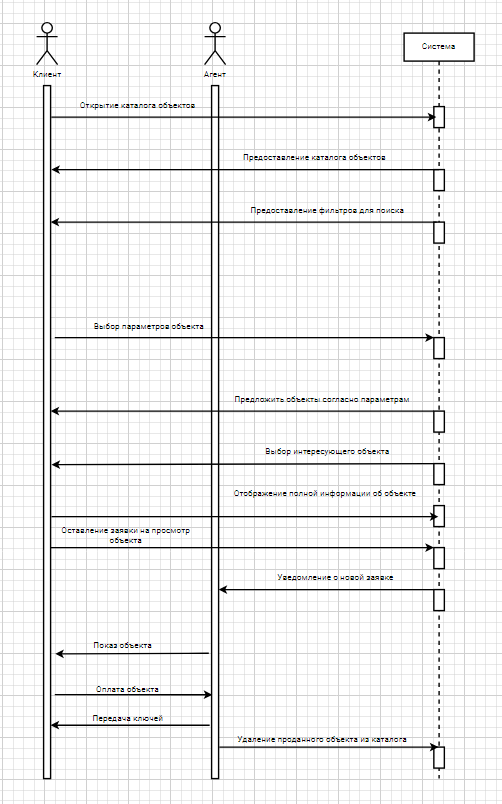 Клиент
Агент
Система
Открытие каталога объектов
Предоставление каталога объектов
Предоставление фильтров для поиска
Выбор параметров объекта
Предложить объекты согласно параметрам
Выбор интересующего объекта
Отображение полной информации об объекте
Оставление заявки на просмотр
объекта
Уведомление о новой заявке
Показ объекта
Оплата объекта
Передача ключей
Удаление проданного объекта из каталога